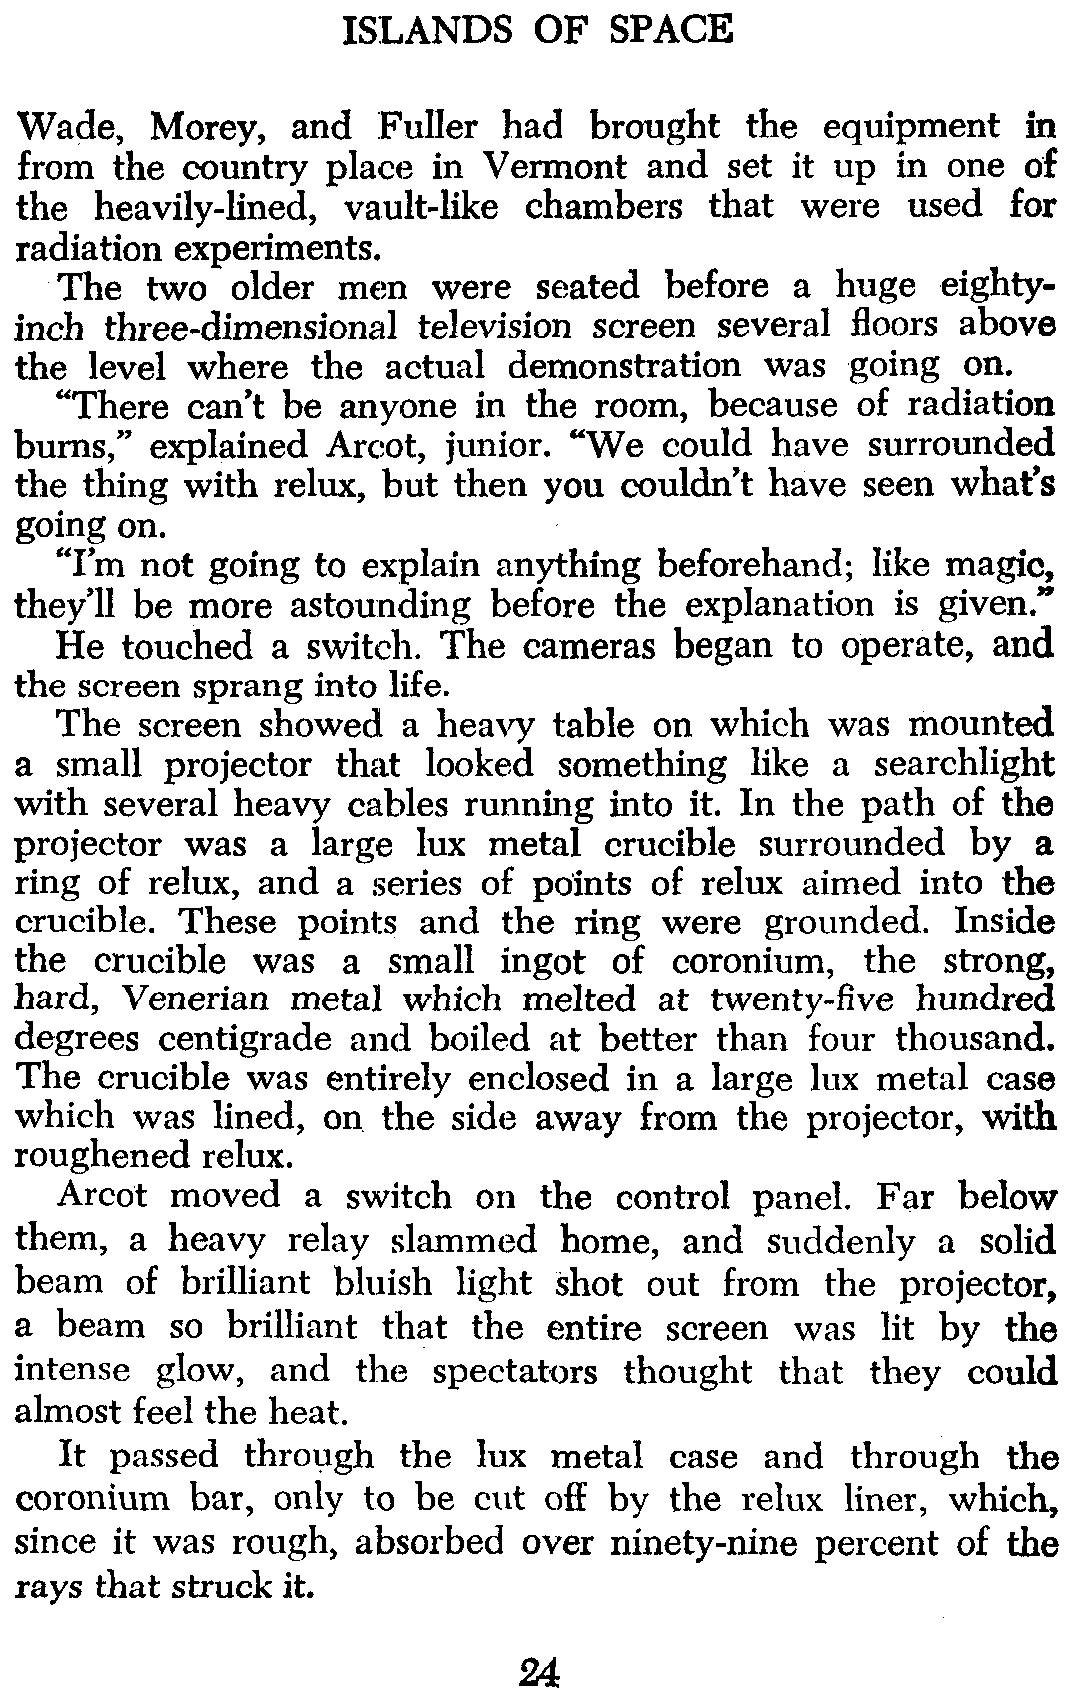 ISLANDS OF SPACE
Wade, Morey, and Fuller had brought the equipment in
from the country place in Vermont and set it up in one of
the heavily-lined, vault-like chambers that were used for
radiation experiments.
The two older men were seated before a huge eighty-
inch three-dimensional television screen several floors above
the level where the actual demonstration was going on.
“There can't be anyone in the room, because of radiation
burns,” explained Arcot, junior. “We could have surrounded
the thing with relux, but then you couldn't have seen what's
going on.
“I'm not going to explain anything beforehand; like magic,
they'll be more astounding before the explanation is given.”
He touched a switch. The cameras began to operate, and
the screen sprang into life.
The screen showed a heavy table on which was mounted
a small projector that looked something like a searchlight
with several heavy cables running into it. In the path of the
projector was a large lux metal crucible surrounded by a
ring of relux, and a series of points of relux aimed into the
crucible. These points and the ring were grounded. Inside
the crucible was a small ingot of coronium, the strong,
hard, Venerian metal which melted at twenty-five hundred
degrees centigrade and boiled at better than four thousand.
The crucible was entirely enclosed in a large lux metal case
which was lined, on the side away from the projector, with
roughened relux.
Arcot moved a switch on the control panel. Far below
them, a heavy relay slammed home, and suddenly a solid
beam of brilliant bluish light shot out from the projector,
a beam so brilliant that the entire screen was lit by the
intense glow, and the spectators thought that they could
almost feel the heat.
It passed through the lux metal case and through the
coronium bar, only to be cut off by the relux liner, which,
since it was rough, absorbed over ninety-nine percent of the
rays that struck it.
24